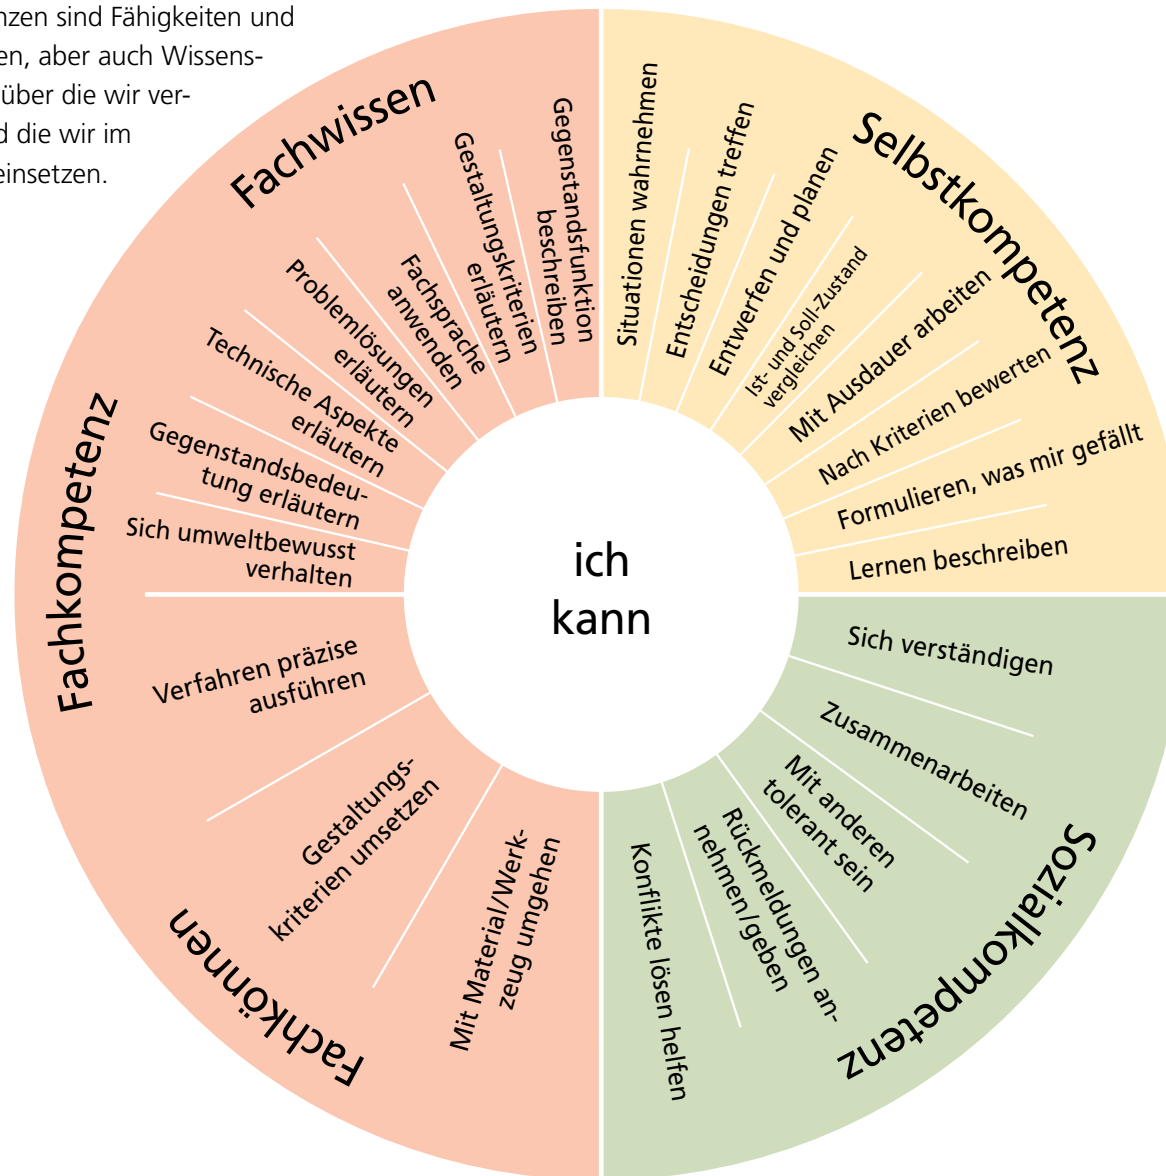 nzen sind Fähigkeiten und
en, aber auch Wissens-
über die wir ver-
d die wir im
einsetzen.
Fachwissen
Gegenstandsfunktion
beschreiben
Gestaltungskriterien
erläutern
Fachsprache
anwenden
Problemlösungen
erläutern
Technische Aspekte
erläutern
Gegenstandsbedeu-
tung erläutern
Sich umweltbewusst
verhalten
Fachkompetenz
Verfahren präzise
ausführen
Gestaltungs-
kriterien umsetzen
Mit Material/Werk-
zeug umgehen
Fachkönnen
Selbstkompetenz
Situationen wahrnehmen
Entscheidungen treffen
Entwerfen und planen
Ist- und Soll-Zustand
vergleichen
Mit Ausdauer arbeiten
Nach Kriterien bewerten
Formulieren, was mir gefällt
Lernen beschreiben
ich
kann
Sich verständigen
Zusammenarbeiten
Mit anderen
tolerant sein
Rückmeldungen an-
nehmen/geben
Konflikte lösen helfen
Sozialkompetenz